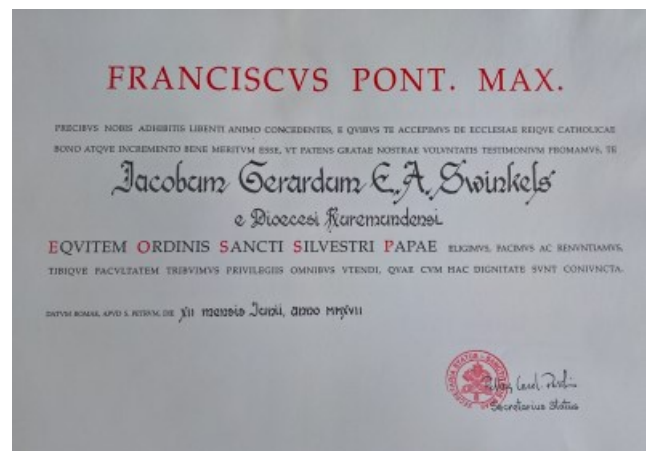 FRANCISCVS PONT. MAX.
PRECIBVS NOBIS ADHIBITIS LIBENTI ANIMO CONCEDENTES, E QVIBVS TE ACCEPIMVS DE ECCLESIAE REIQVE CATHOLICAE
BONO ATQVE INCREMENTO BENE MERITVM ESSE, VT PATENS GRATAE NOSTRAE VOLVNTATIS TESTIMONIVM PROMAMVS, TE
Jacobum Gerardum E.A. Swinkels
e Dioecesi Ruremundensi
EQVITEM ORDINIS SANCTI SILVESTRI PAPAE ELIGIMVS, FACIMVS AC RENVNTIAMVS,
TIBIQVE FACVLTATEM TRIBVIMVS PRIVILEGIIS OMNIBVS VTENDI, QVAE CVM HAC DIGNITATE SVNT CONIVNCTA.
DATVM ROMAE, APVD S. PETRVM, DIE XII mensis Junii, anno MMXVII
Card. Parolin
Secretarius Status